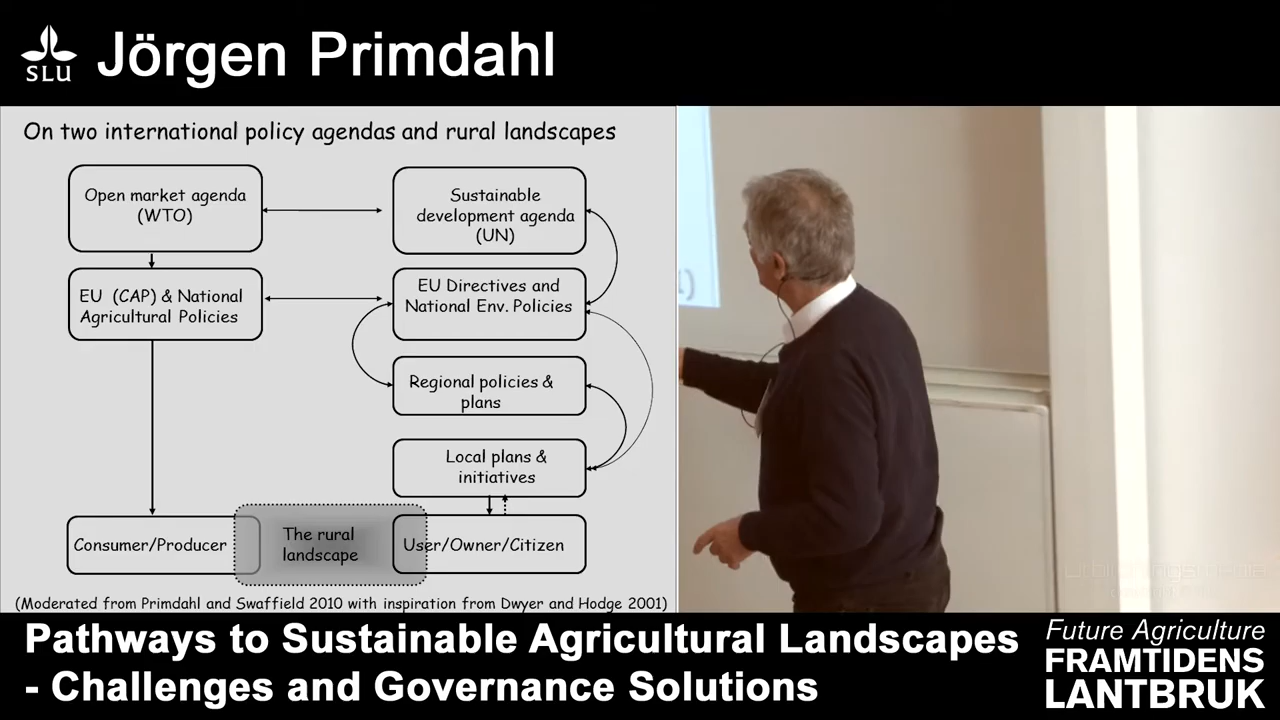 SLU
Jörgen Primdahl
On two international policy agendas and rural landscapes
Open market agenda
(WTO)
Sustainable
development agenda
(UN)
EU (CAP) & National
Agricultural Policies
EU Directives and
National Env. Policies
Regional policies &
plans
Local plans &
initiatives
Consumer/Producer
The rural
landscape
User/Owner/Citizen
(Moderated from Primdahl and Swaffield 2010 with inspiration from Dwyer and Hodge 2001)
Pathways to Sustainable Agricultural Landscapes
- Challenges and Governance Solutions
Future Agriculture
FRAMTIDENS
LANTBRUK